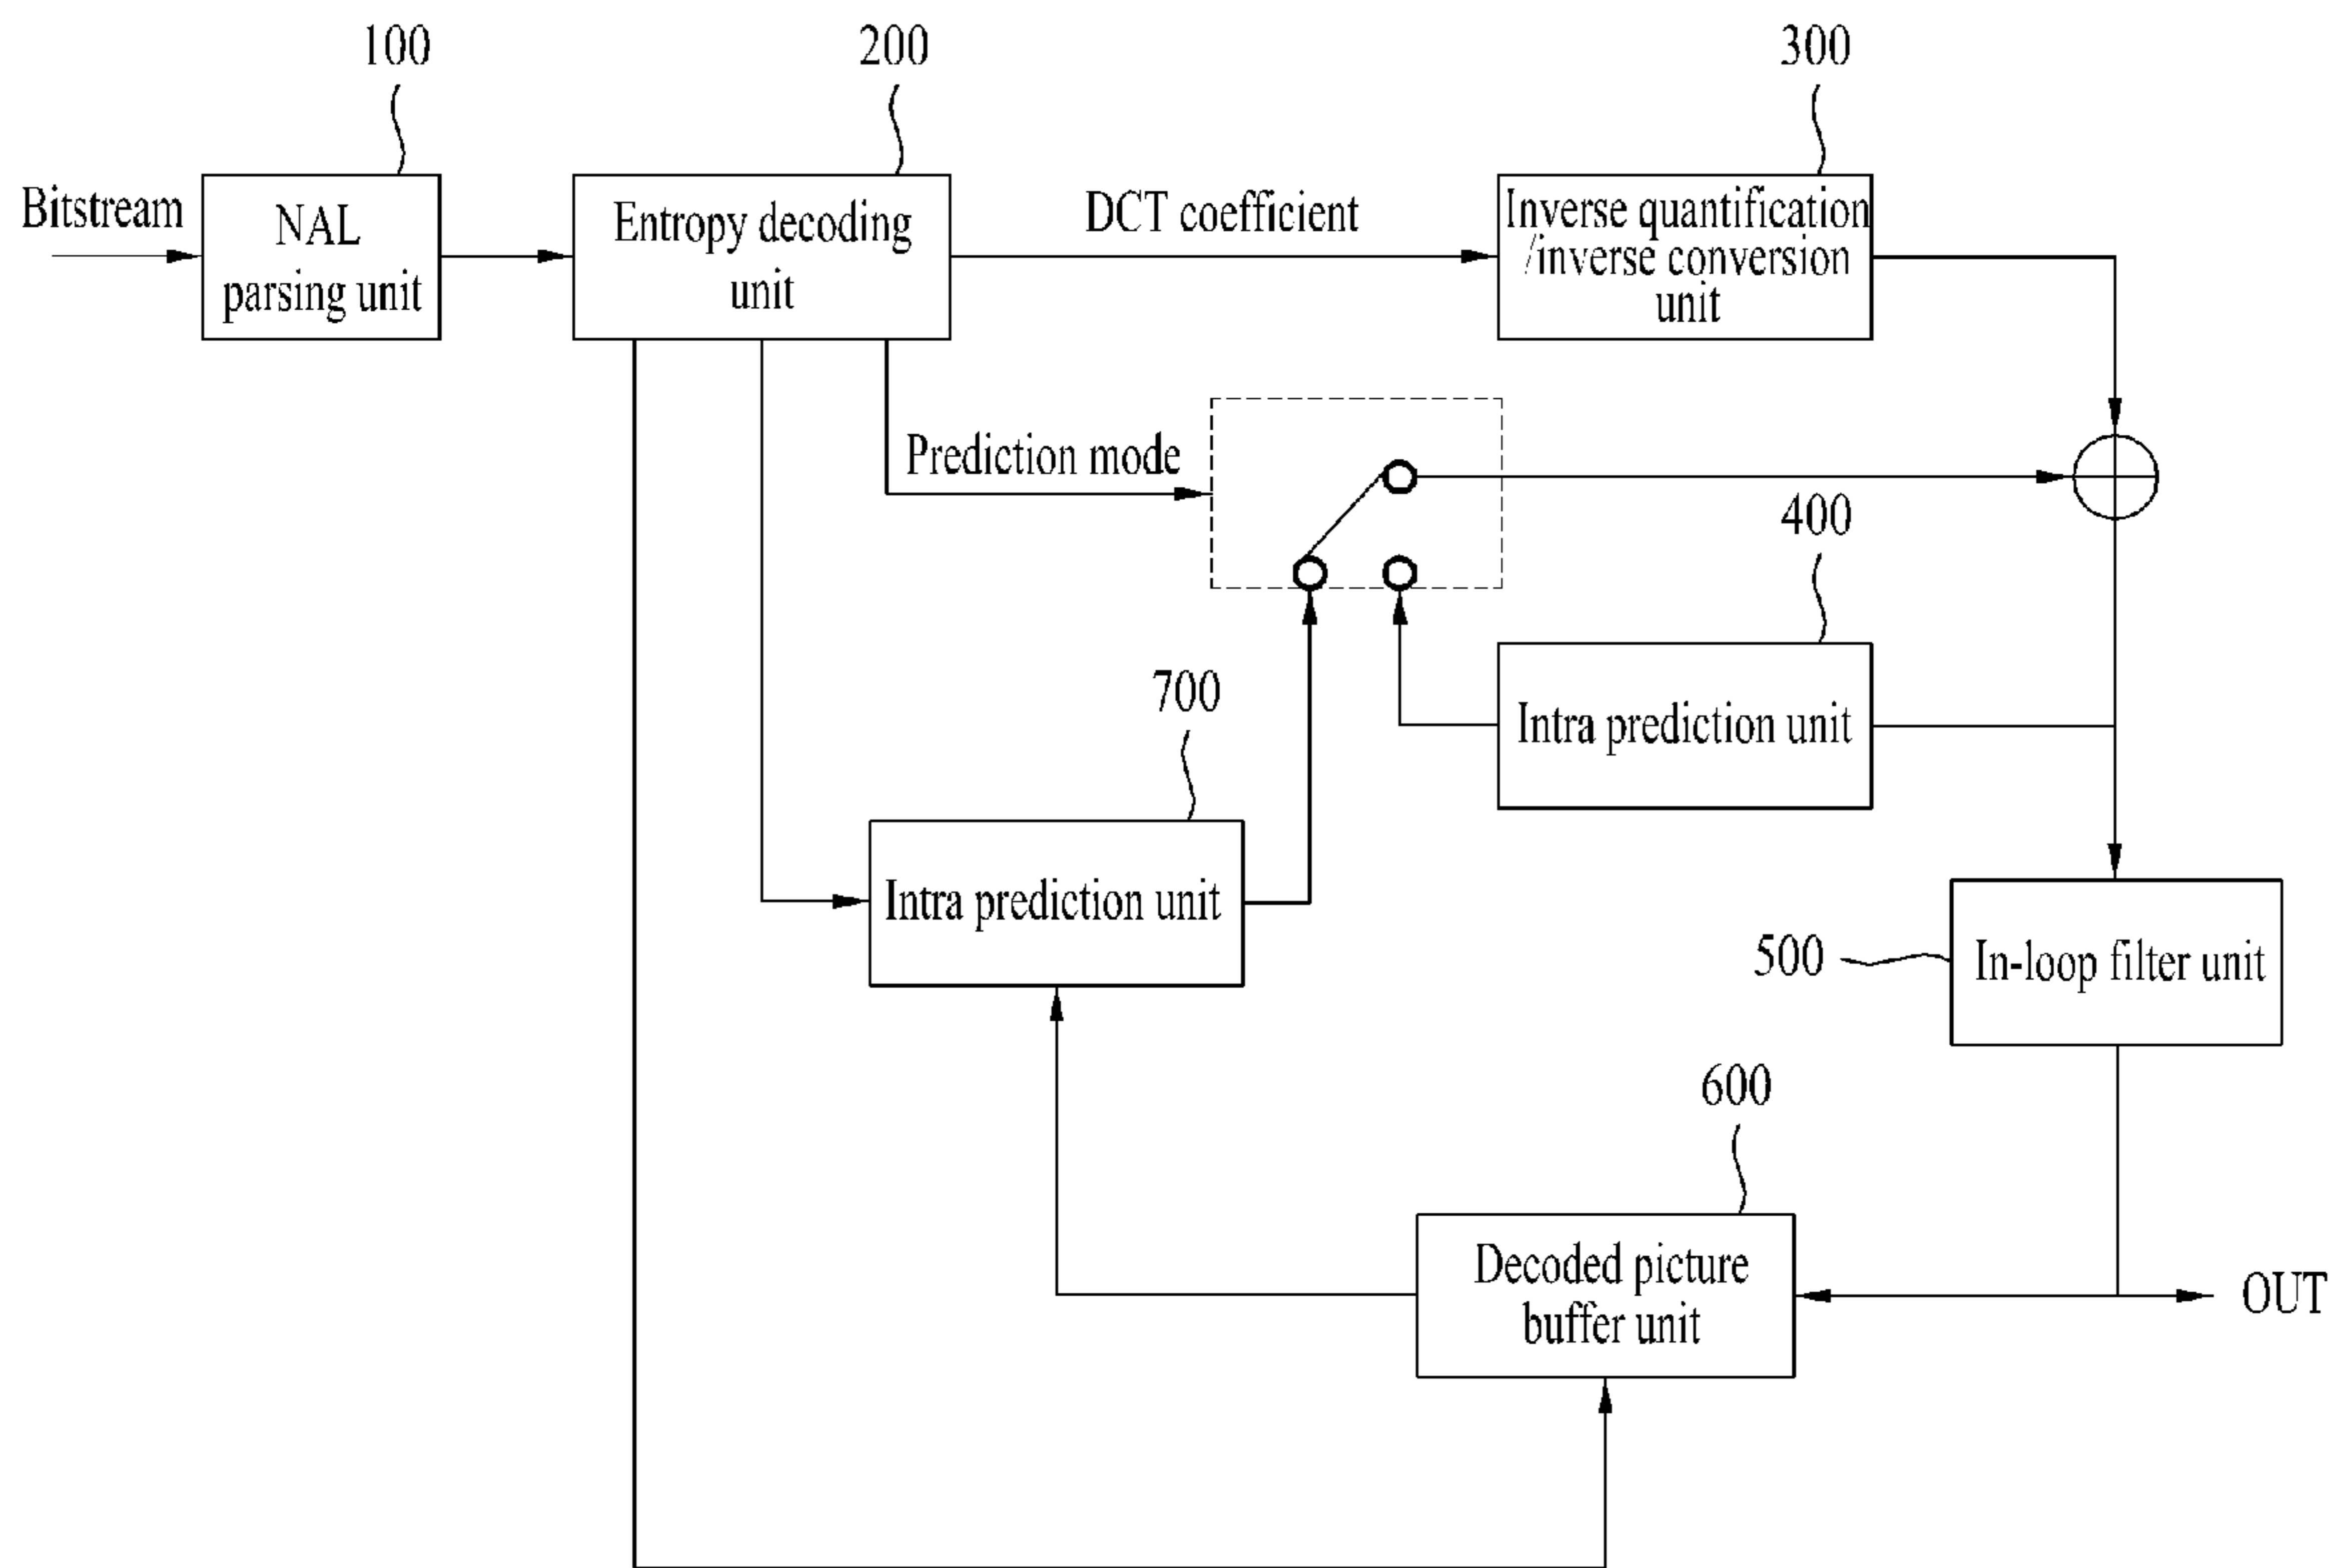 100
200
300
Bitstream
NAL
parsing unit
Entropy decoding
unit
DCT coefficient
Inverse quantification
/inverse conversion
unit
Prediction mode
400
Intra prediction unit
700
Intra prediction unit
500
In-loop filter unit
600
Decoded picture
buffer unit
OUT